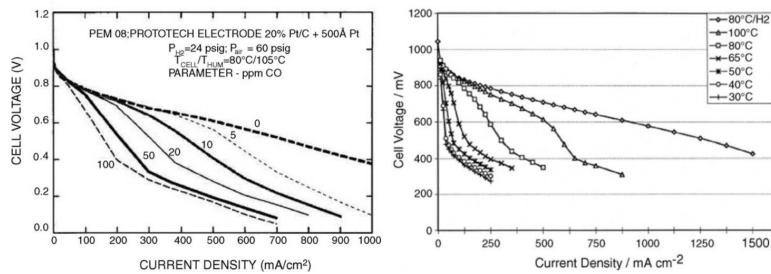 PEM 08;PROTOTECH ELECTRODE 20% Pt/C + 500Å Pt
P_H2=24 psig; P_air = 60 psig
T_CELL/T_HUM=80°C/105°C
PARAMETER - ppm CO
CELL VOLTAGE (V)
1.2
1.0
0.8
0.6
0.4
0.2
0.0
0
5
10
20
50
100
0 100 200 300 400 500 600 700 800 900 1000
CURRENT DENSITY (mA/cm²)
80°C/H2
100°C
80°C
65°C
50°C
40°C
30°C
Cell Voltage / mV
1200
1000
800
600
400
200
0
0 250 500 750 1000 1250 1500
Current Density / mA cm⁻²